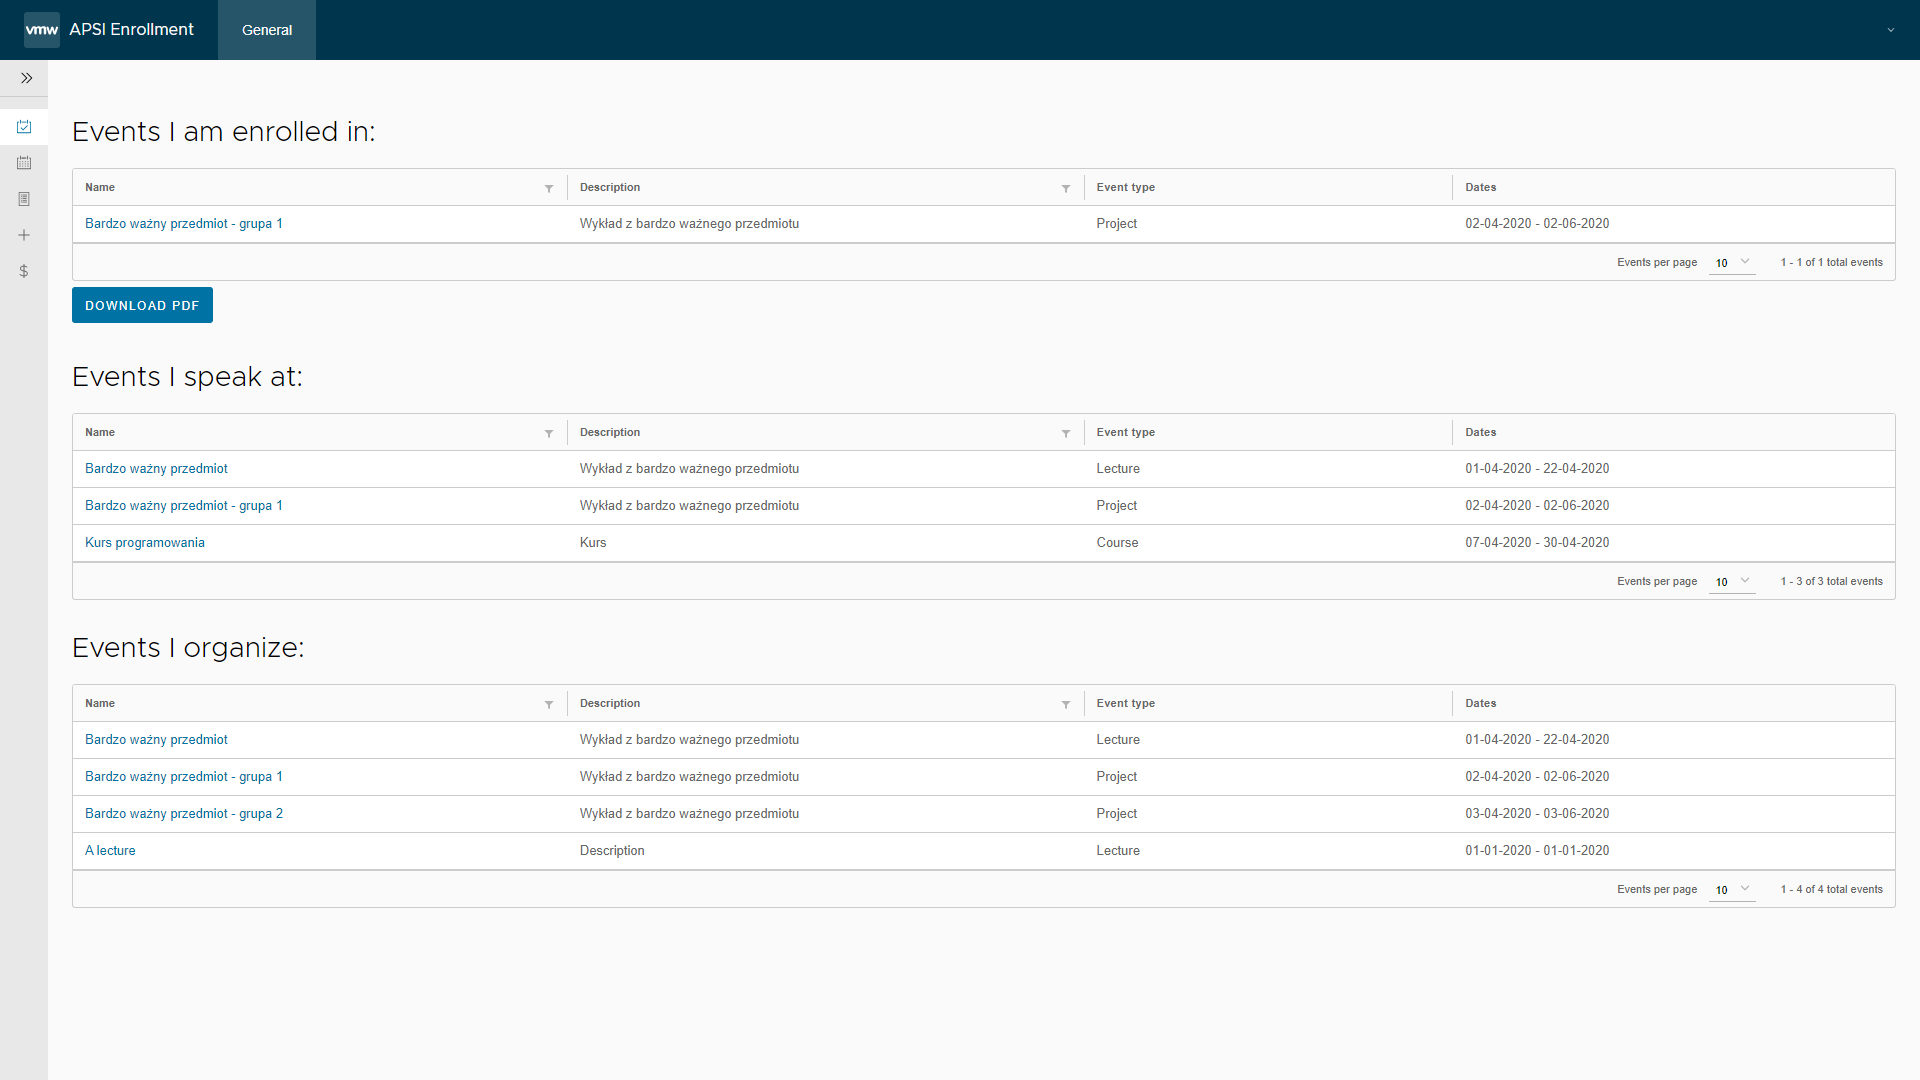 vmw APSI Enrollment General
Events I am enrolled in:
Name Description Event type Dates
Bardzo ważny przedmiot - grupa 1 Wykład z bardzo ważnego przedmiotu Project 02-04-2020 - 02-06-2020
Events per page 10 1 - 1 of 1 total events
DOWNLOAD PDF
Events I speak at:
Name Description Event type Dates
Bardzo ważny przedmiot Wykład z bardzo ważnego przedmiotu Lecture 01-04-2020 - 22-04-2020
Bardzo ważny przedmiot - grupa 1 Wykład z bardzo ważnego przedmiotu Project 02-04-2020 - 02-06-2020
Kurs programowania Kurs Course 07-04-2020 - 30-04-2020
Events per page 10 1 - 3 of 3 total events
Events I organize:
Name Description Event type Dates
Bardzo ważny przedmiot Wykład z bardzo ważnego przedmiotu Lecture 01-04-2020 - 22-04-2020
Bardzo ważny przedmiot - grupa 1 Wykład z bardzo ważnego przedmiotu Project 02-04-2020 - 02-06-2020
Bardzo ważny przedmiot - grupa 2 Wykład z bardzo ważnego przedmiotu Project 03-04-2020 - 03-06-2020
A lecture Description Lecture 01-01-2020 - 01-01-2020
Events per page 10 1 - 4 of 4 total events